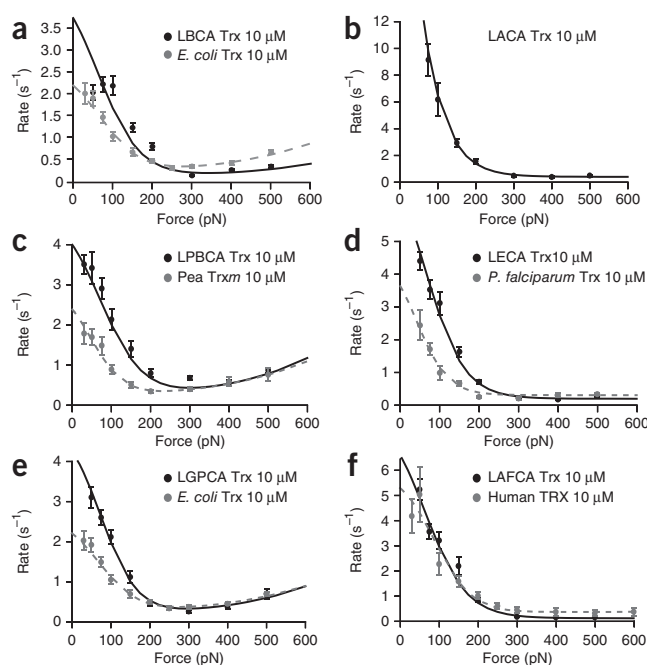 a
3.5
3.0
2.5
2.0
1.5
1.0
0.5
0
Rate (s⁻¹)
LBCA Trx 10 μM
E. coli Trx 10 μM
0 100 200 300 400 500 600
Force (pN)
b
12
10
8
6
4
2
0
Rate (s⁻¹)
LACA Trx 10 μM
0 100 200 300 400 500 600
Force (pN)
c
4
3
2
1
0
Rate (s⁻¹)
LPBCA Trx 10 μM
Pea Trxm 10 μM
0 100 200 300 400 500 600
Force (pN)
d
5
4
3
2
1
0
Rate (s⁻¹)
LECA Trx10 μM
P. falciparum Trx 10 μM
0 100 200 300 400 500 600
Force (pN)
e
4
3
2
1
0
Rate (s⁻¹)
LGPCA Trx 10 μM
E. coli Trx 10 μM
0 100 200 300 400 500 600
Force (pN)
f
6
5
4
3
2
1
0
Rate (s⁻¹)
LAFCA Trx 10 μM
Human TRX 10 μM
0 100 200 300 400 500 600
Force (pN)